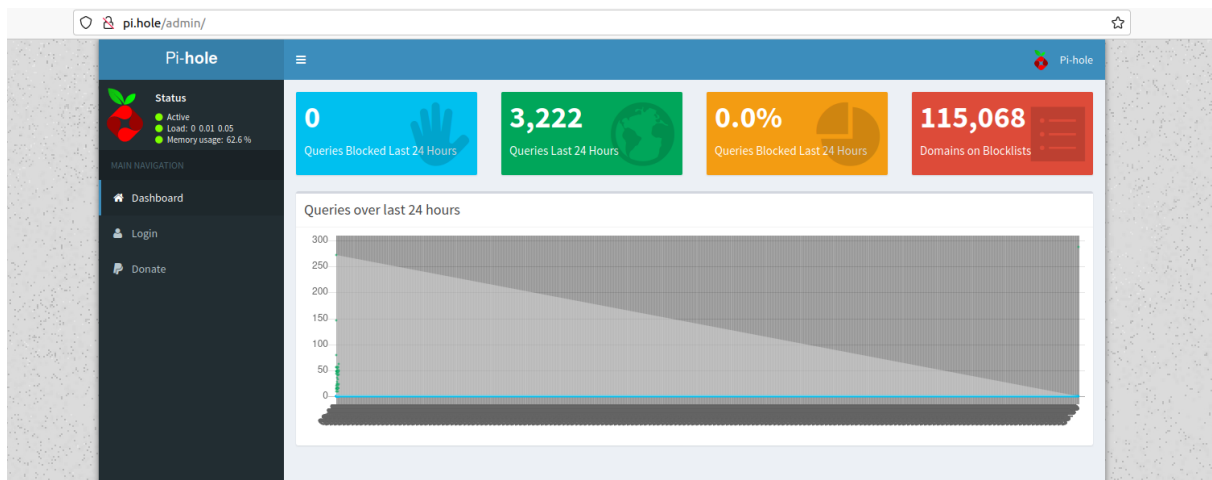 pi.hole/admin/
Pi-hole
Pi-hole
Status
Active
Load: 0 0.01 0.05
Memory usage: 62.6 %
MAIN NAVIGATION
Dashboard
Login
Donate
0
Queries Blocked Last 24 Hours
3,222
Queries Last 24 Hours
0.0%
Queries Blocked Last 24 Hours
115,068
Domains on Blocklists
Queries over last 24 hours
300
250
200
150
100
50
0